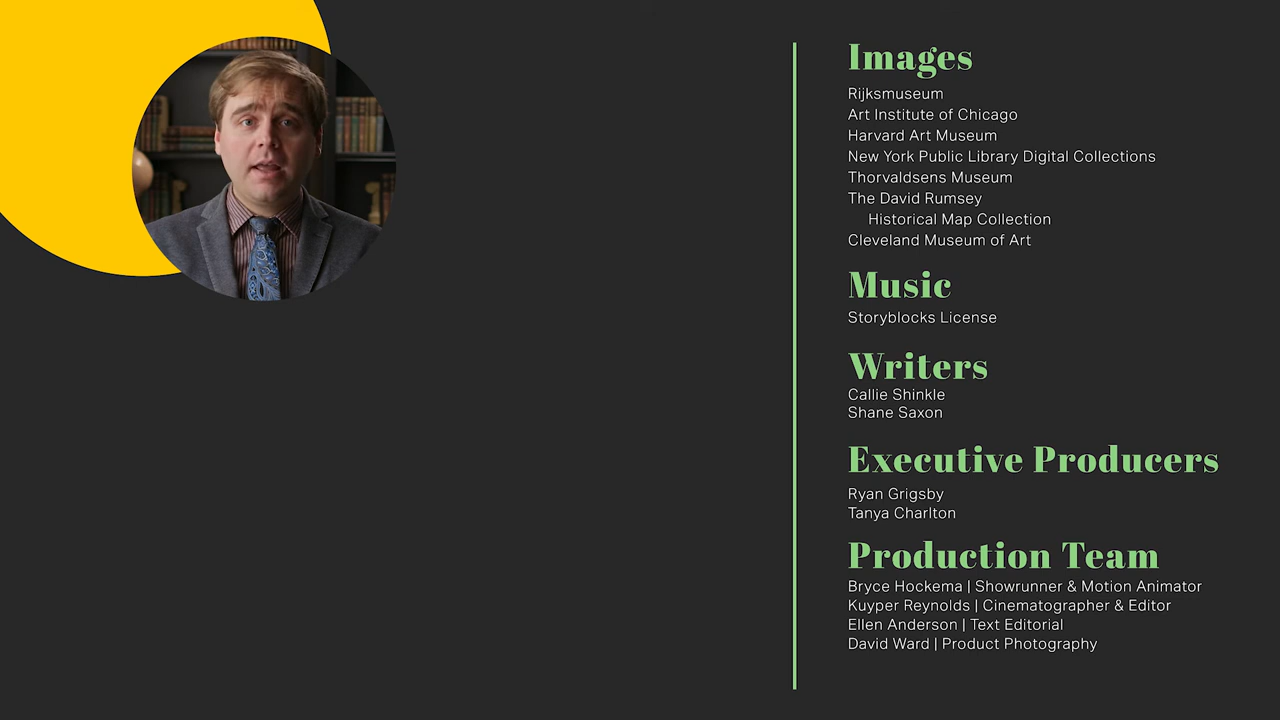 Images
Rijksmuseum
Art Institute of Chicago
Harvard Art Museum
New York Public Library Digital Collections
Thorvaldsens Museum
The David Rumsey
Historical Map Collection
Cleveland Museum of Art
Music
Storyblocks License
Writers
Callie Shinkle
Shane Saxon
Executive Producers
Ryan Grigsby
Tanya Charlton
Production Team
Bryce Hockema | Showrunner & Motion Animator
Kuyper Reynolds | Cinematographer & Editor
Ellen Anderson | Text Editorial
David Ward | Product Photography